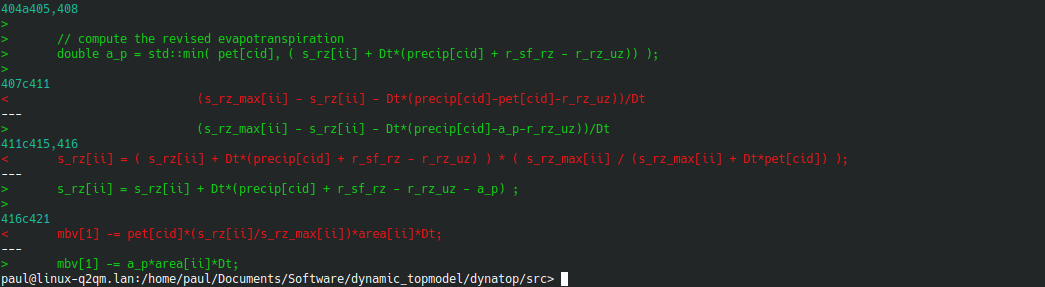 404a405,408
>
>       // compute the revised evapotranspiration
>       double a_p = std::min( pet[cid], ( s_rz[ii] + Dt*(precip[cid] + r_sf_rz - r_rz_uz)) );
>
407c411
<                          (s_rz_max[ii] - s_rz[ii] - Dt*(precip[cid]-pet[cid]-r_rz_uz))/Dt
---
>                          (s_rz_max[ii] - s_rz[ii] - Dt*(precip[cid]-a_p-r_rz_uz))/Dt
411c415,416
<       s_rz[ii] = ( s_rz[ii] + Dt*(precip[cid] + r_sf_rz - r_rz_uz) ) * ( s_rz_max[ii] / (s_rz_max[ii] + Dt*pet[cid]) );
---
>       s_rz[ii] = s_rz[ii] + Dt*(precip[cid] + r_sf_rz - r_rz_uz - a_p) ;
>
416c421
<       mbv[1] -= pet[cid]*(s_rz[ii]/s_rz_max[ii])*area[ii]*Dt;
---
>       mbv[1] -= a_p*area[ii]*Dt;
paul@linux-q2qm.lan:/home/paul/Documents/Software/dynamic_topmodel/dynatop/src>